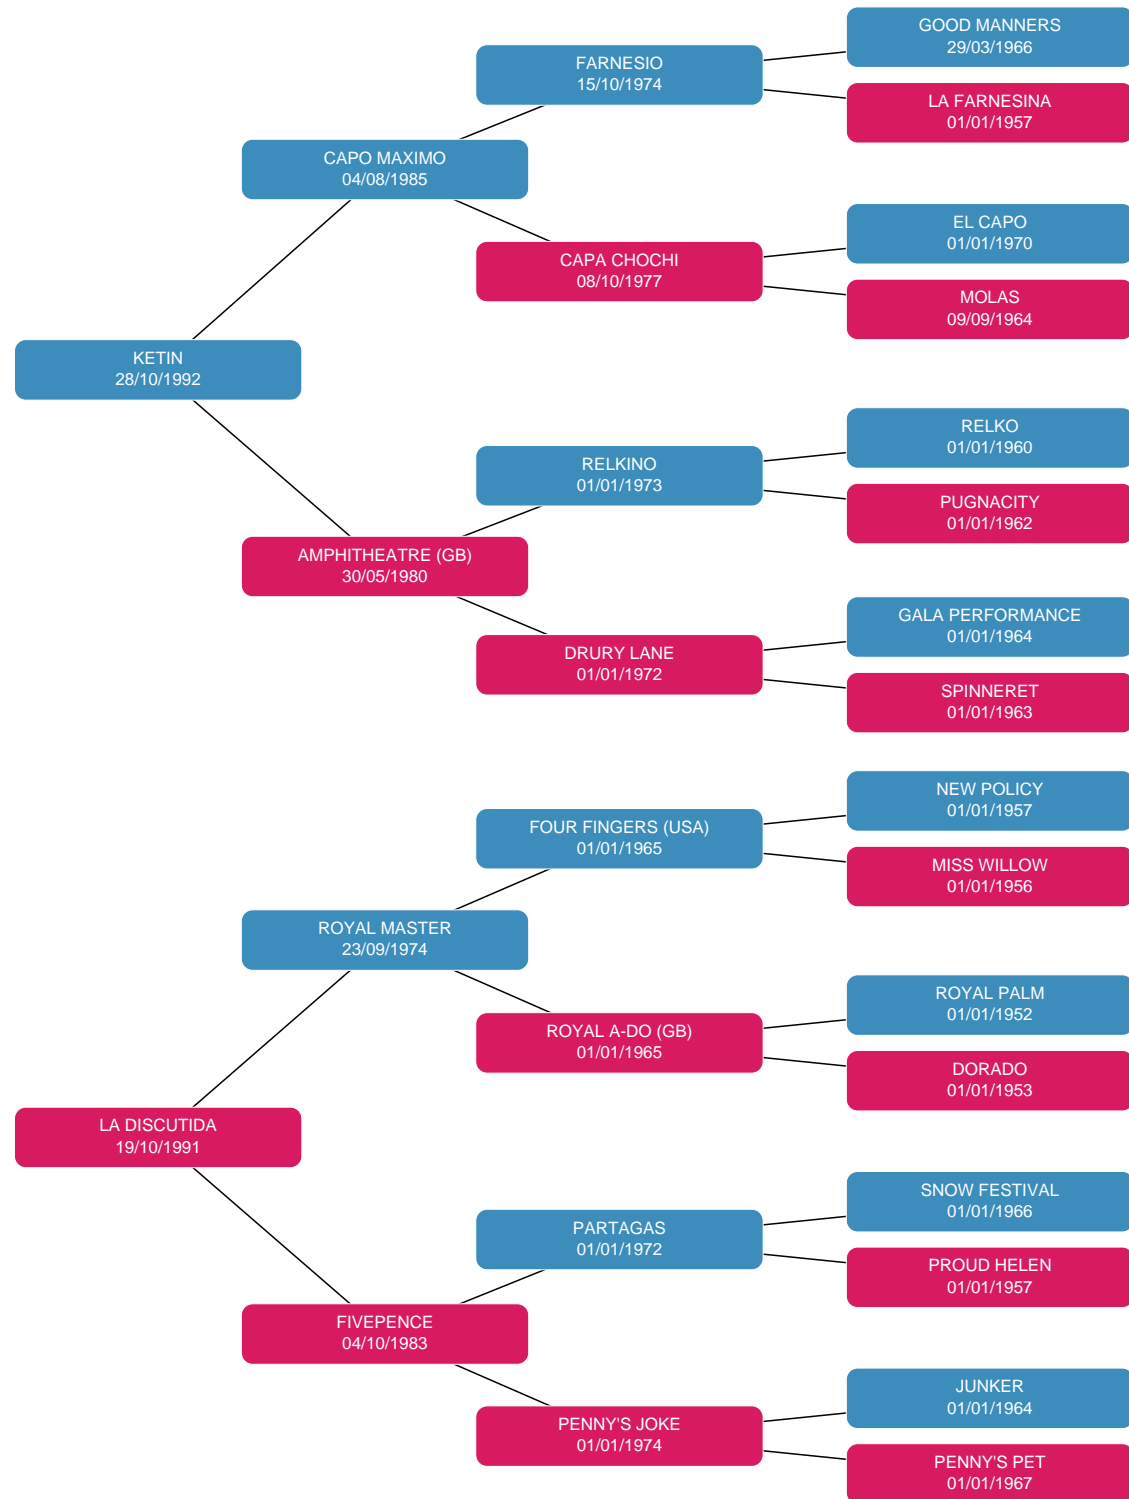 GOOD MANNERS
29/03/1966
FARNESIO
15/10/1974
LA FARNESINA
01/01/1957
CAPO MAXIMO
04/08/1985
EL CAPO
01/01/1970
CAPA CHOCHI
08/10/1977
MOLAS
09/09/1964
KETIN
28/10/1992
RELKO
01/01/1960
RELKINO
01/01/1973
PUGNACITY
01/01/1962
AMPHITHEATRE (GB)
30/05/1980
GALA PERFORMANCE
01/01/1964
DRURY LANE
01/01/1972
SPINNERET
01/01/1963
NEW POLICY
01/01/1957
FOUR FINGERS (USA)
01/01/1965
MISS WILLOW
01/01/1956
ROYAL MASTER
23/09/1974
ROYAL PALM
01/01/1952
ROYAL A-DO (GB)
01/01/1965
DORADO
01/01/1953
LA DISCUTIDA
19/10/1991
SNOW FESTIVAL
01/01/1966
PARTAGAS
01/01/1972
PROUD HELEN
01/01/1957
FIVEPENCE
04/10/1983
JUNKER
01/01/1964
PENNY'S JOKE
01/01/1974
PENNY'S PET
01/01/1967